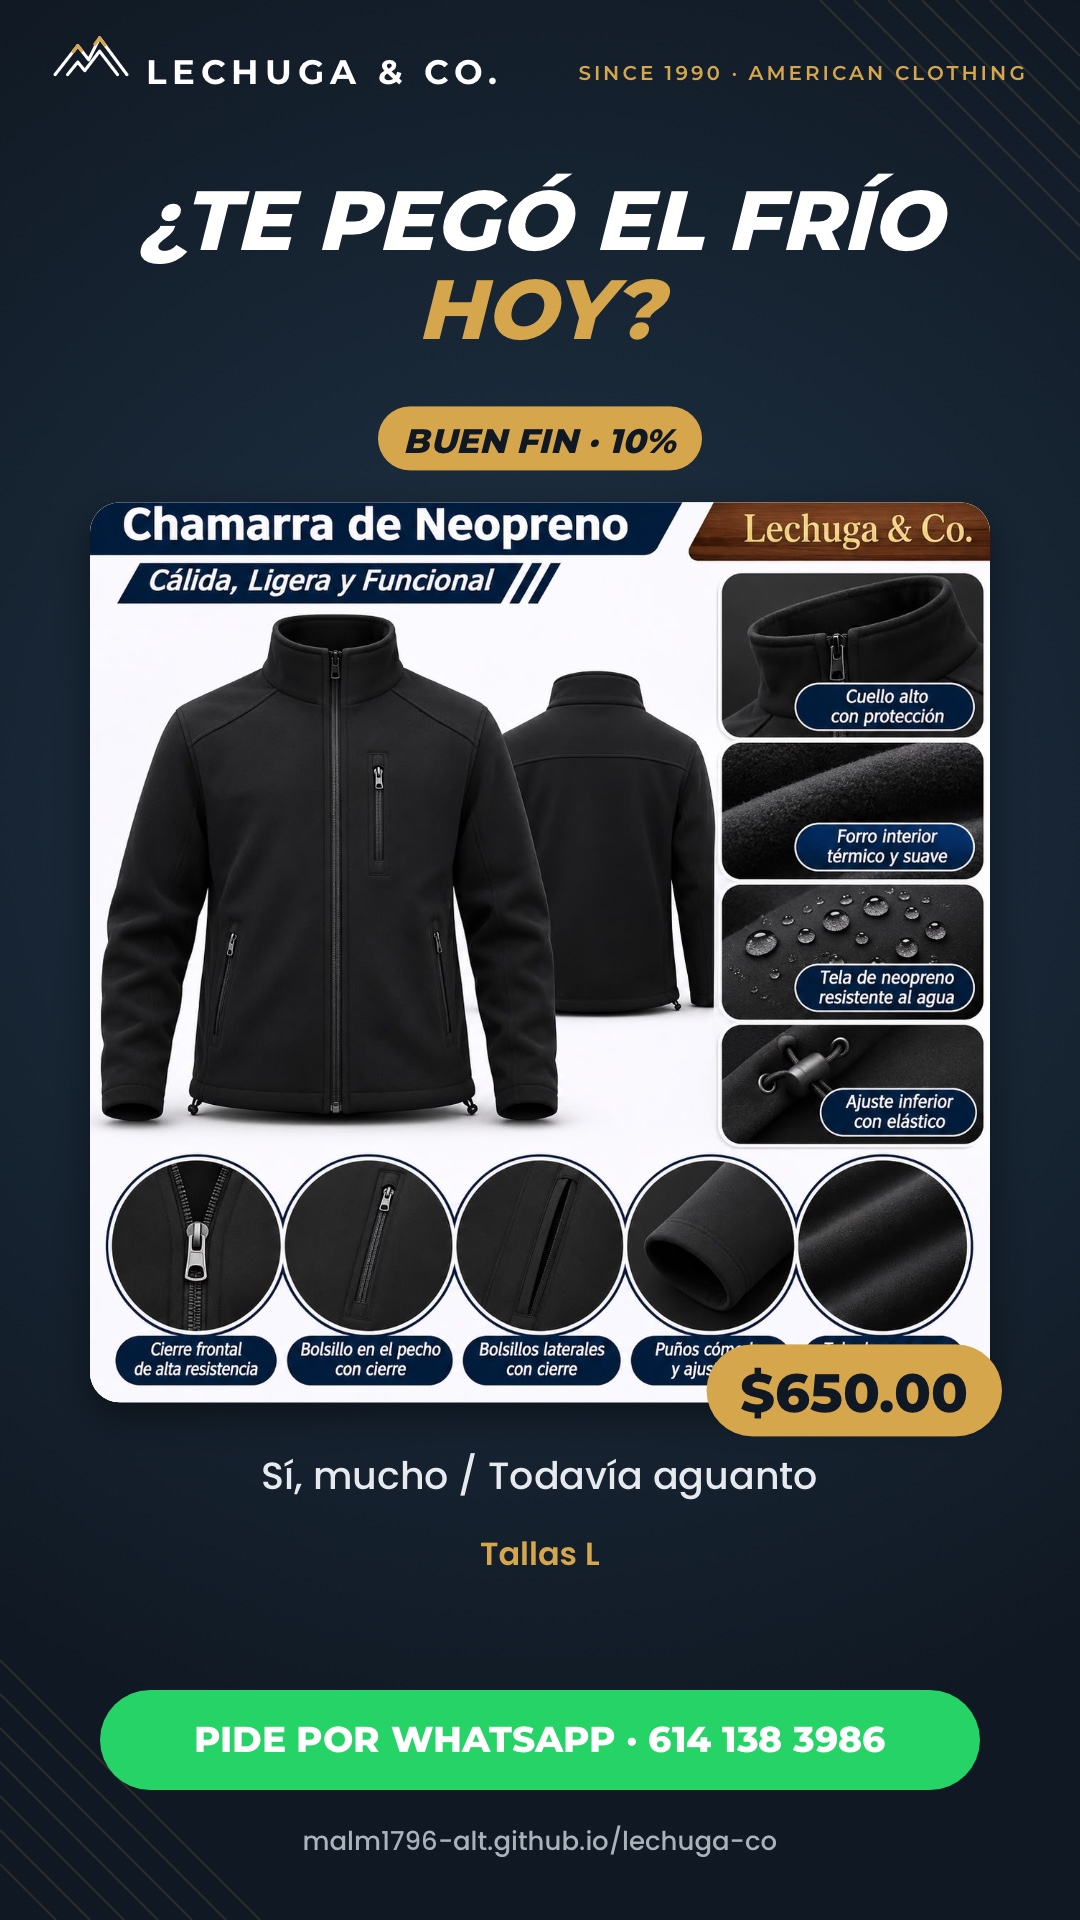 LECHUGA & CO.
SINCE 1990 · AMERICAN CLOTHING
¿TE PEGÓ EL FRÍO
HOY?
BUEN FIN · 10%
Chamarra de Neopreno
Lechuga & Co.
Cálida, Ligera y Funcional
Cuello alto
con protección
Forro interior
térmico y suave
Tela de neopreno
resistente al agua
Ajuste inferior
con elástico
Cierre frontal
de alta resistencia
Bolsillo en el pecho
con cierre
Bolsillos laterales
con cierre
Puños
y
$650.00
Sí, mucho / Todavía aguanto
Tallas L
PIDE POR WHATSAPP · 614 138 3986
malm1796-alt.github.io/lechuga-co